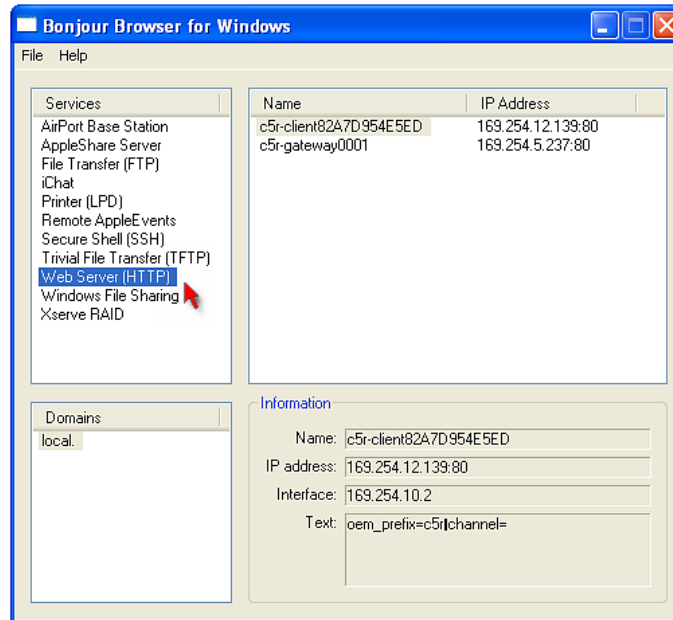 Bonjour Browser for Windows
File Help
Services
AirPort Base Station
AppleShare Server
File Transfer (FTP)
iChat
Printer (LPD)
Remote AppleEvents
Secure Shell (SSH)
Trivial File Transfer (TFTP)
Web Server (HTTP)
Windows File Sharing
Xserve RAID
Name IP Address
c5r-client82A7D954E5ED 169.254.12.139:80
c5r-gateway0001 169.254.5.237:80
Domains
local.
Information
Name: c5r-client82A7D954E5ED
IP address: 169.254.12.139:80
Interface: 169.254.10.2
Text: oem_prefix=c5r|channel=